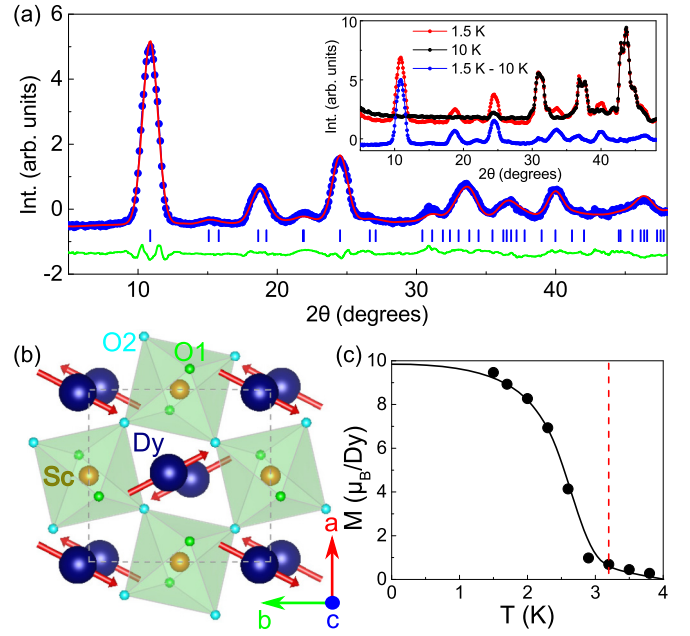 (a)
6
4
2
0
-2
Int. (arb. units)
10
20
30
40
2θ (degrees)
10
5
0
Int. (arb. units)
1.5 K
10 K
1.5 K - 10 K
10
20
30
40
2θ (degrees)
(b)
O2
O1
Dy
Sc
a
b
c
(c)
10
8
6
4
2
0
M (μB/Dy)
0
1
2
3
4
T (K)